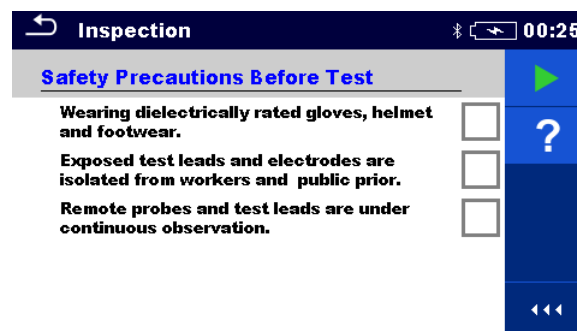 Inspection
00:25
Safety Precautions Before Test
Wearing dielectrically rated gloves, helmet
and footwear.
Exposed test leads and electrodes are
isolated from workers and public prior.
Remote probes and test leads are under
continuous observation.
?